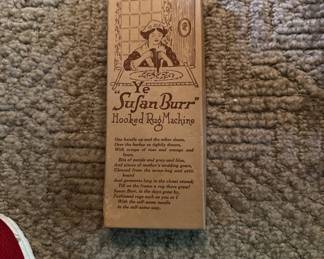 Ye
"Susan Burr"
Hooked Rug Machine
One handle up and the other down,
Over the burlap so tightly drawn,
With scraps of rose and orange and
brown,
Bits of purple and gray and blue,
And pieces of mother's wedding gown,
Gleaned from the scrap-bag and attic
bound
And garments long in the closet stored;
Till on the frame a rug there grew!
Susan Burr, in the days gone by,
Fashioned rugs such as you or I
With the self-same needle
in the self-same way.